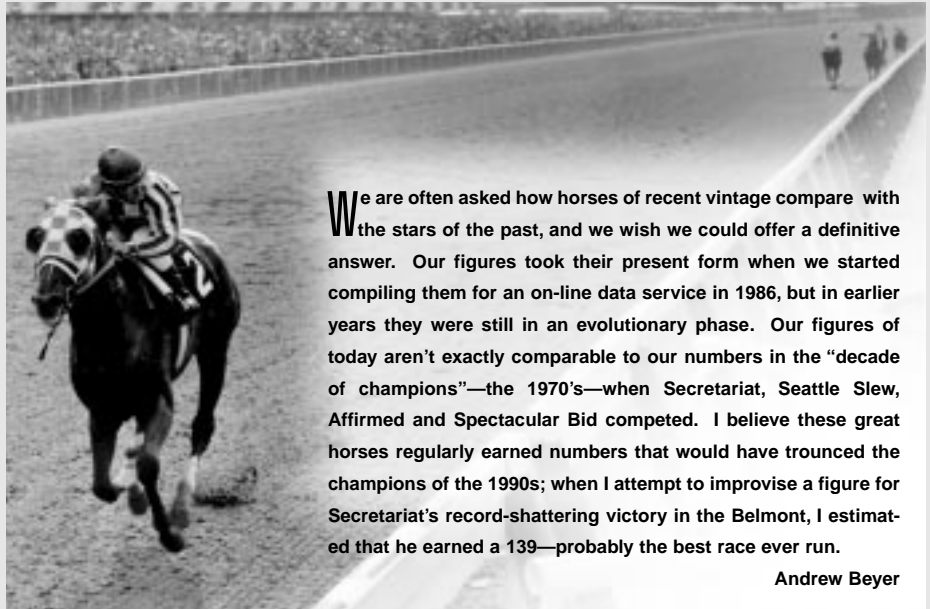 We are often asked how horses of recent vintage compare with
the stars of the past, and we wish we could offer a definitive
answer. Our figures took their present form when we started
compiling them for an on-line data service in 1986, but in earlier
years they were still in an evolutionary phase. Our figures of
today aren't exactly comparable to our numbers in the “decade
of champions”—the 1970's—when Secretariat, Seattle Slew,
Affirmed and Spectacular Bid competed. I believe these great
horses regularly earned numbers that would have trounced the
champions of the 1990s; when I attempt to improvise a figure for
Secretariat's record-shattering victory in the Belmont, I estimat-
ed that he earned a 139—probably the best race ever run.
Andrew Beyer
2